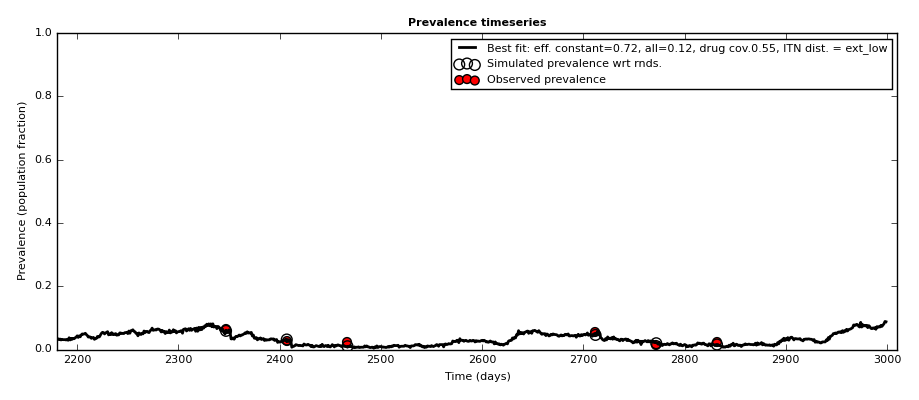 Prevalence timeseries
Best fit: eff. constant=0.72, all=0.12, drug cov.0.55, ITN dist. = ext_low
Simulated prevalence wrt rnds.
Observed prevalence
Prevalence (population fraction)
1.0
0.8
0.6
0.4
0.2
0.0
2200 2300 2400 2500 2600 2700 2800 2900 3000
Time (days)